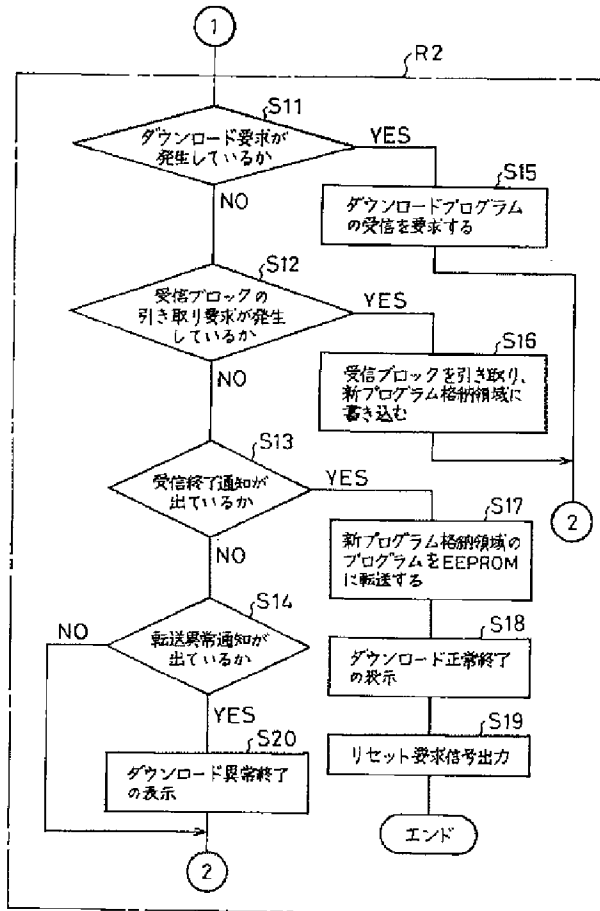 1
R2
S11
ダウンロード要求が
発生しているか
YES
NO
S15
ダウンロードプログラム
の受信を要求する
S12
受信ブロックの
引き取り要求が発生
しているか
YES
NO
S16
受信ブロックを引き取り、
新プログラム格納領域に
書き込む
S13
受信終了通知が
出ているか
YES
NO
2
S17
新プログラム格納領域の
プログラムをEEPROM
に転送する
S14
転送異常通知が
出ているか
NO
YES
S18
ダウンロード正常終了
の表示
S20
ダウンロード異常終了
の表示
S19
リセット要求信号出力
エンド
2